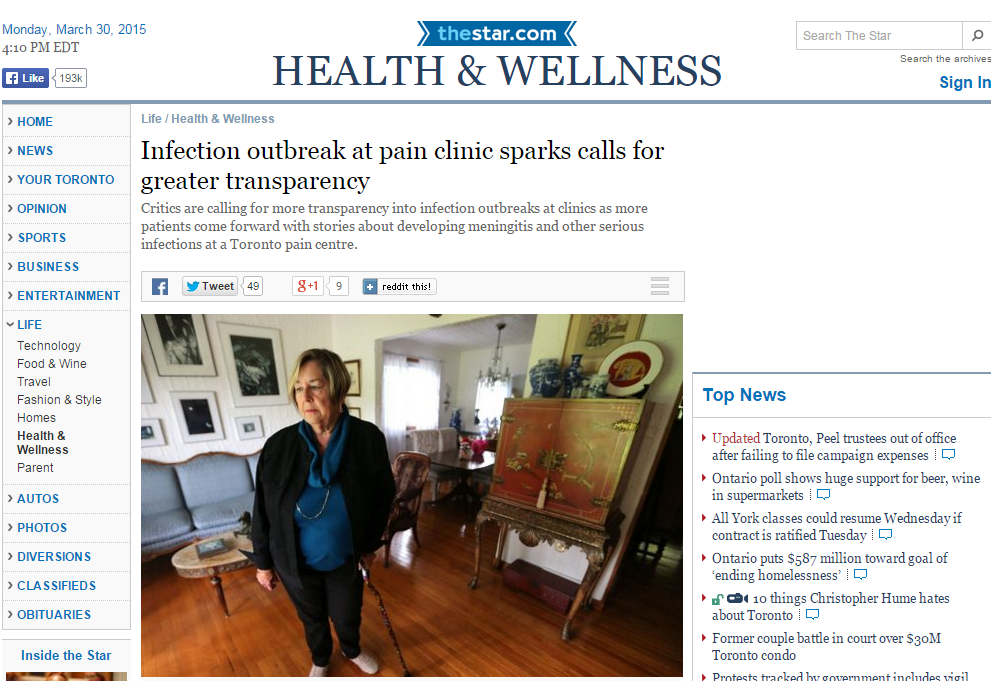 Monday, March 30, 2015
4:10 PM EDT
Like 193k
thestar.com
HEALTH & WELLNESS
Search The Star
Search the archives
Sign In
HOME
NEWS
YOUR TORONTO
OPINION
SPORTS
BUSINESS
ENTERTAINMENT
LIFE
Technology
Food & Wine
Travel
Fashion & Style
Homes
Health &
Wellness
Parent
AUTOS
PHOTOS
DIVERSIONS
CLASSIFIEDS
OBITUARIES
Inside the Star
Life / Health & Wellness
Infection outbreak at pain clinic sparks calls for
greater transparency
Critics are calling for more transparency into infection outbreaks at clinics as more
patients come forward with stories about developing meningitis and other serious
infections at a Toronto pain centre.
Tweet 49 g+1 9 reddit this!
Top News
Updated Toronto, Peel trustees out of office
after failing to file campaign expenses
Ontario poll shows huge support for beer, wine
in supermarkets
All York classes could resume Wednesday if
contract is ratified Tuesday
Ontario puts $587 million toward goal of
‘ending homelessness’
10 things Christopher Hume hates
about Toronto
Former couple battle in court over $30M
Toronto condo
Protests tracked by government includes vigil